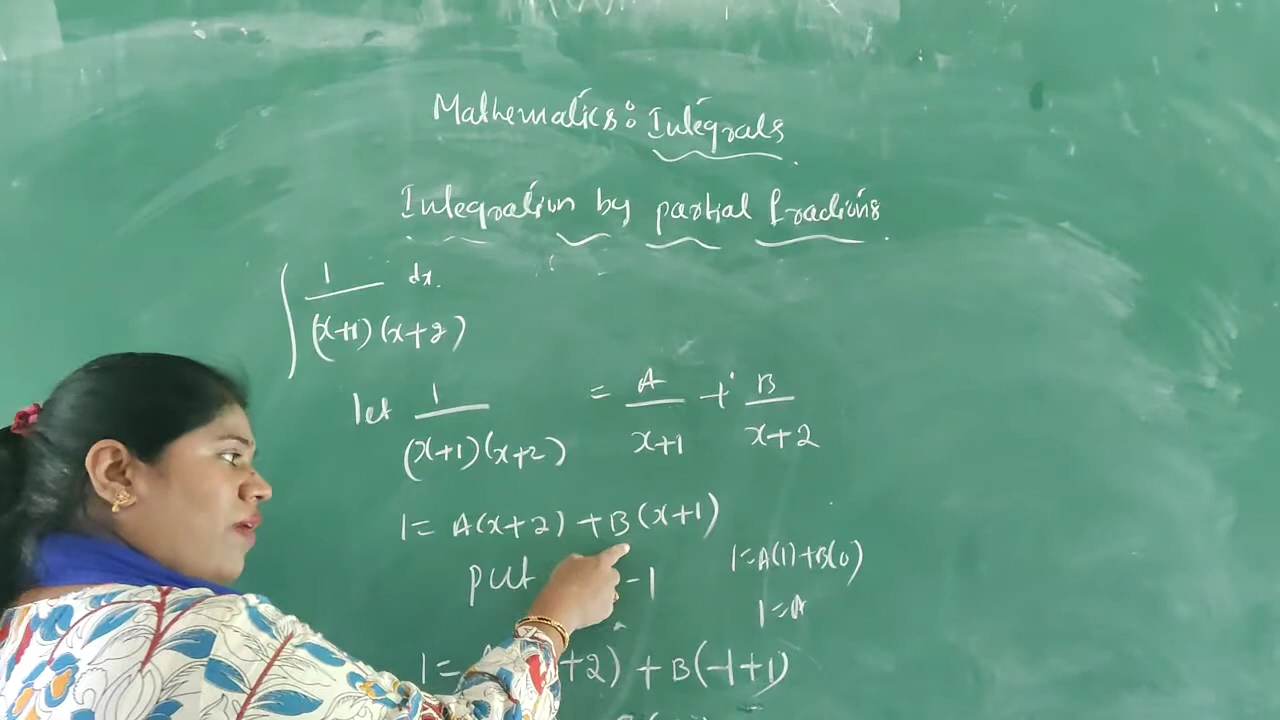 Mathematics: Integrals
Integration by partial fractions
∫ 1/((x+1)(x+2)) dx.
let 1/((x+1)(x+2)) = A/(x+1) + B/(x+2)
1 = A(x+2) + B(x+1)
put -1
1 = A(1) + B(0)
1 = A
1 = +2) + B(-1+1)